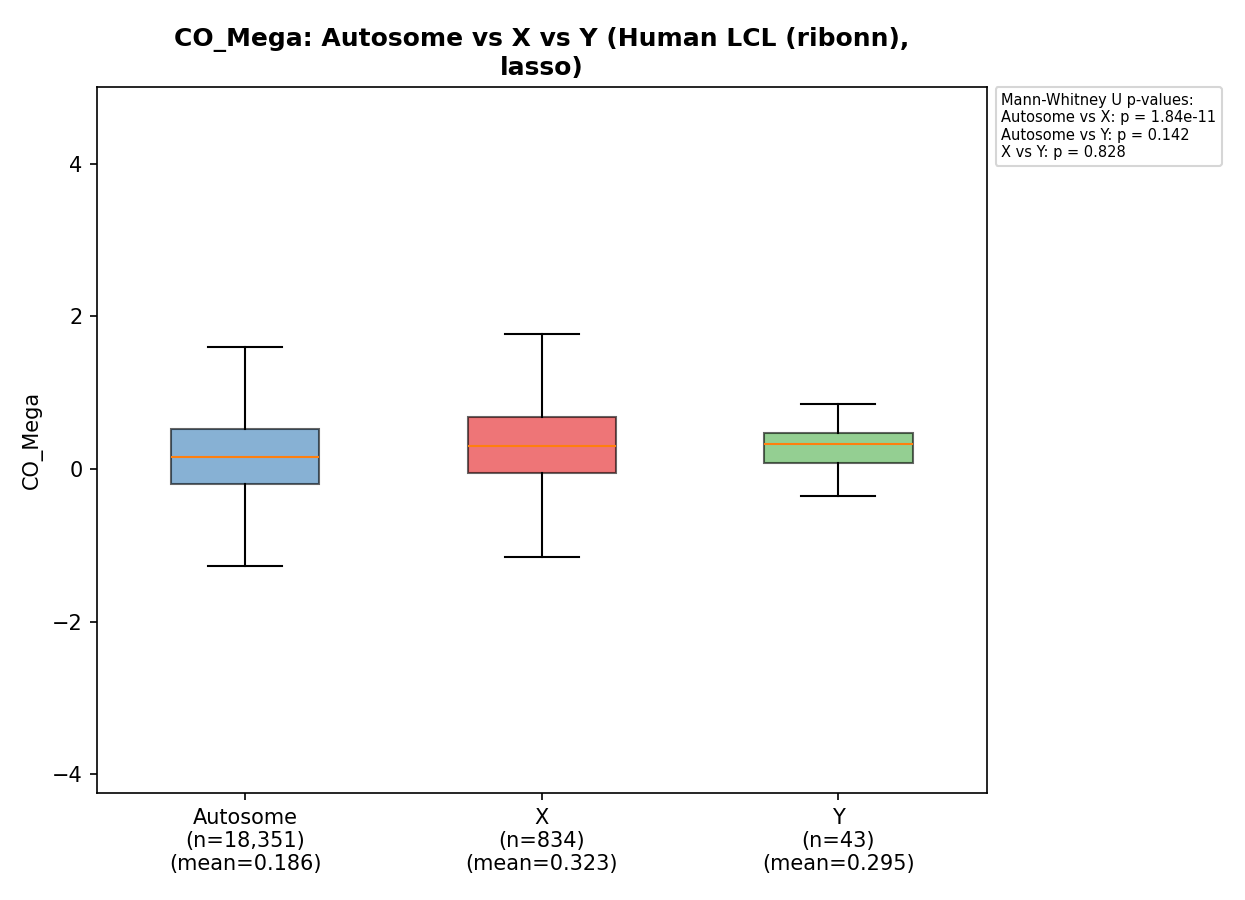 CO_Mega: Autosome vs X vs Y (Human LCL (ribonn),
lasso)
Mann-Whitney U p-values:
Autosome vs X: p = 1.84e-11
Autosome vs Y: p = 0.142
X vs Y: p = 0.828
CO_Mega
4
2
0
−2
−4
Autosome
(n=18,351)
(mean=0.186)
X
(n=834)
(mean=0.323)
Y
(n=43)
(mean=0.295)